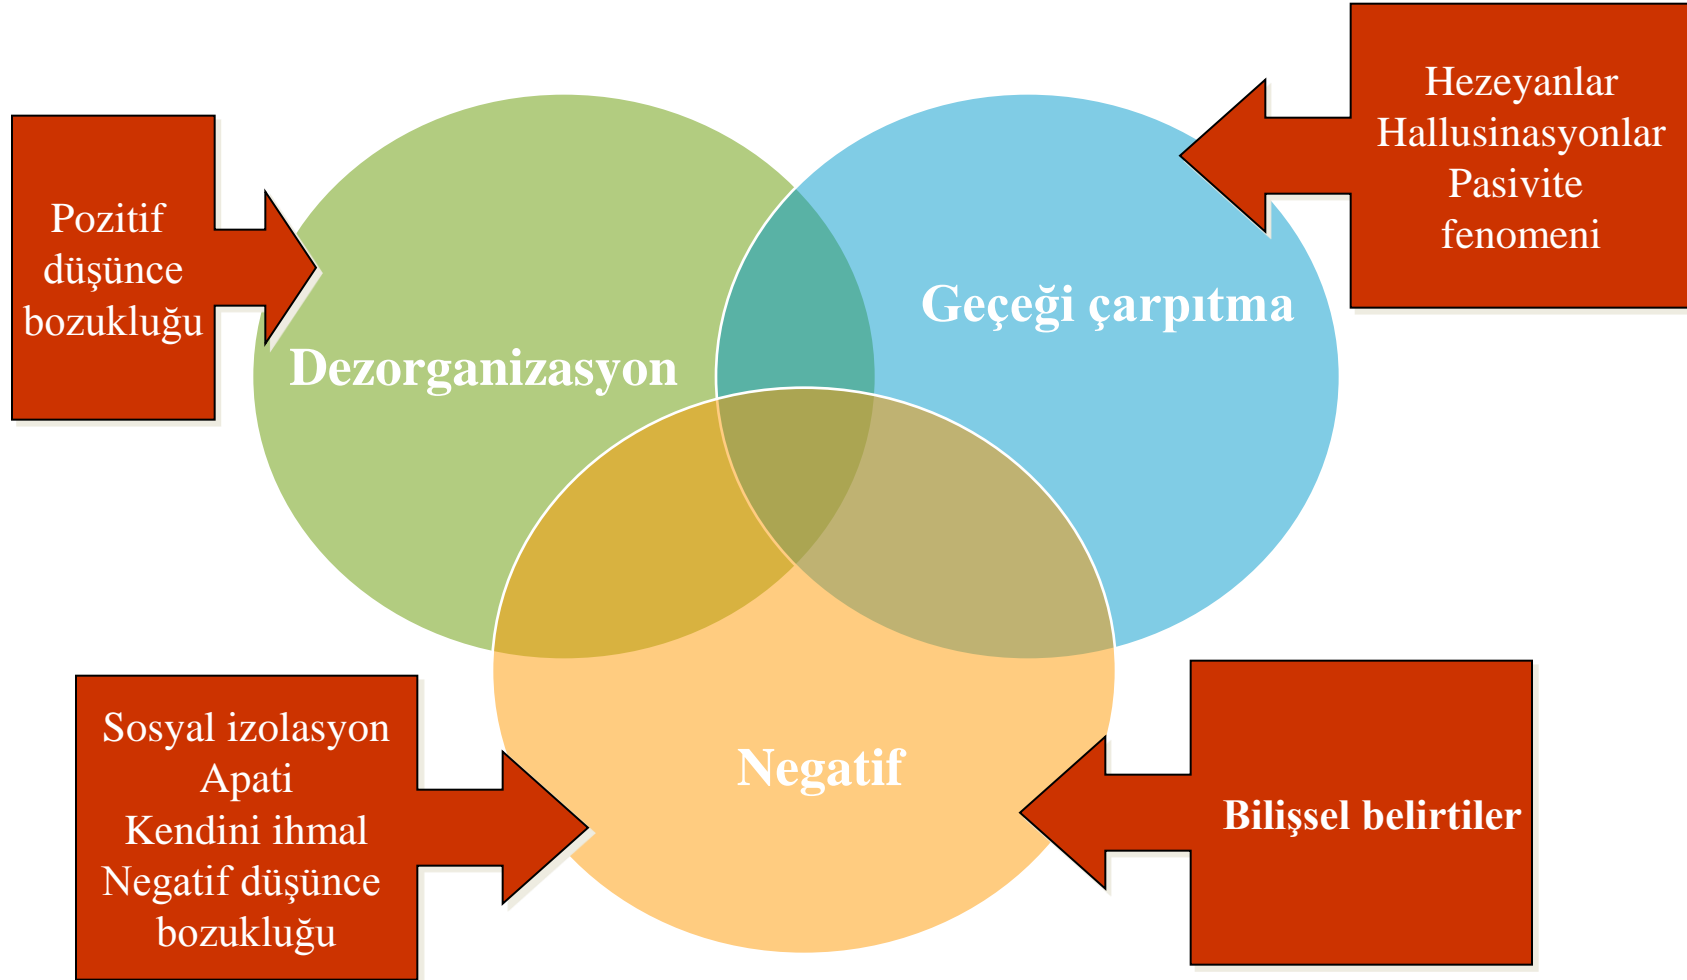 Pozitif
düşünce
bozukluğu
Dezorganizasyon
Geçeği çarpıtma
Hezeyanlar
Hallusinasyonlar
Pasivite
fenomeni
Sosyal izolasyon
Apati
Kendini ihmal
Negatif düşünce
bozukluğu
Negatif
Bilişsel belirtiler